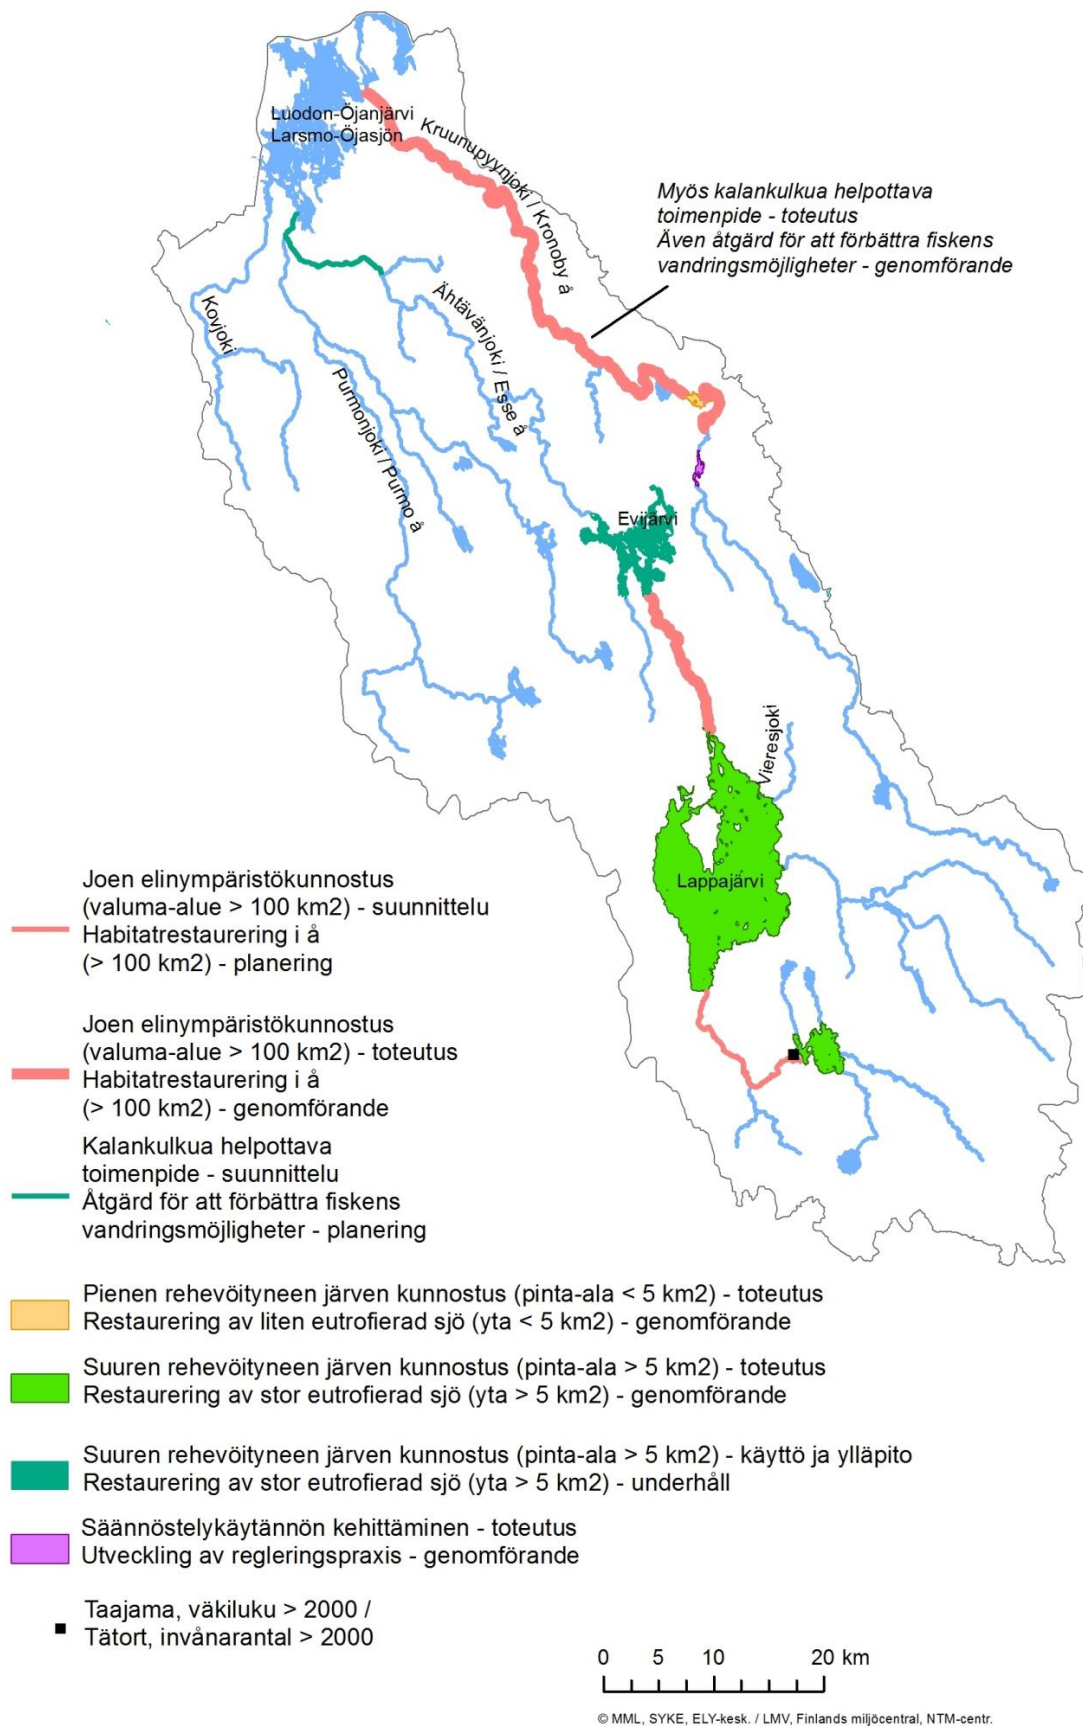 Luodon-Öjanjärvi
Larsmo-Öjasjön
Kruunupyynjoki / Kronoby å
Myös kalankulkua helpottava
toimenpide - toteutus
Även åtgärd för att förbättra fiskens
vandringsmöjligheter - genomförande
Kovjoki
Ähtävänjoki / Esse å
Purmonjoki / Purmo å
Evijärvi
Vieresjoki
Lappajärvi
Joen elinympäristökunnostus
(valuma-alue > 100 km2) - suunnittelu
Habitatrestaurering i å
(> 100 km2) - planering
Joen elinympäristökunnostus
(valuma-alue > 100 km2) - toteutus
Habitatrestaurering i å
(> 100 km2) - genomförande
Kalankulkua helpottava
toimenpide - suunnittelu
Åtgärd för att förbättra fiskens
vandringsmöjligheter - planering
Pienen rehevöityneen järven kunnostus (pinta-ala < 5 km2) - toteutus
Restaurering av liten eutrofierad sjö (yta < 5 km2) - genomförande
Suuren rehevöityneen järven kunnostus (pinta-ala > 5 km2) - toteutus
Restaurering av stor eutrofierad sjö (yta > 5 km2) - genomförande
Suuren rehevöityneen järven kunnostus (pinta-ala > 5 km2) - käyttö ja ylläpito
Restaurering av stor eutrofierad sjö (yta > 5 km2) - underhåll
Säännöstelykäytännön kehittäminen - toteutus
Utveckling av regleringspraxis - genomförande
Taajama, väkiluku > 2000 /
Tätort, invånarantal > 2000
0 5 10 20 km
© MML, SYKE, ELY-kesk. / LMV, Finlands miljöcentral, NTM-centr.